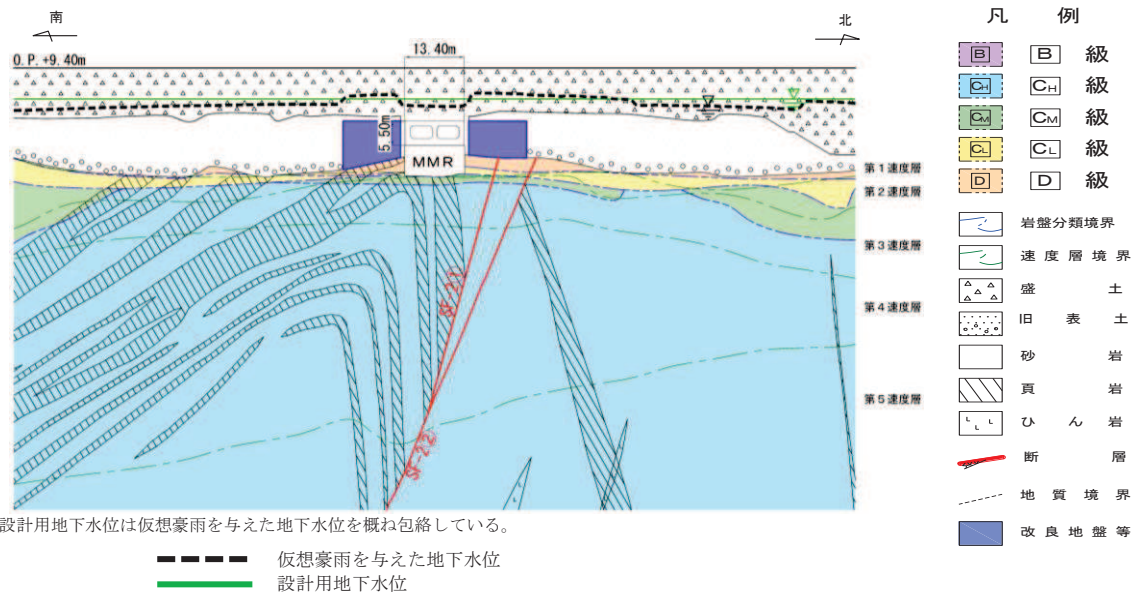 南
北
13.40m
O.P.+9.40m
5.50m
MMR
第1速度層
第2速度層
第3速度層
第4速度層
第5速度層
SF-2①
SF-2②
設計用地下水位は仮想豪雨を与えた地下水位を概ね包絡している。
仮想豪雨を与えた地下水位
設計用地下水位
凡 例
B B 級
CH CH 級
CM CM 級
CL CL 級
D D 級
岩盤分類境界
速度層境界
盛土
旧表土
砂岩
頁岩
ひん岩
断層
地質境界
改良地盤等